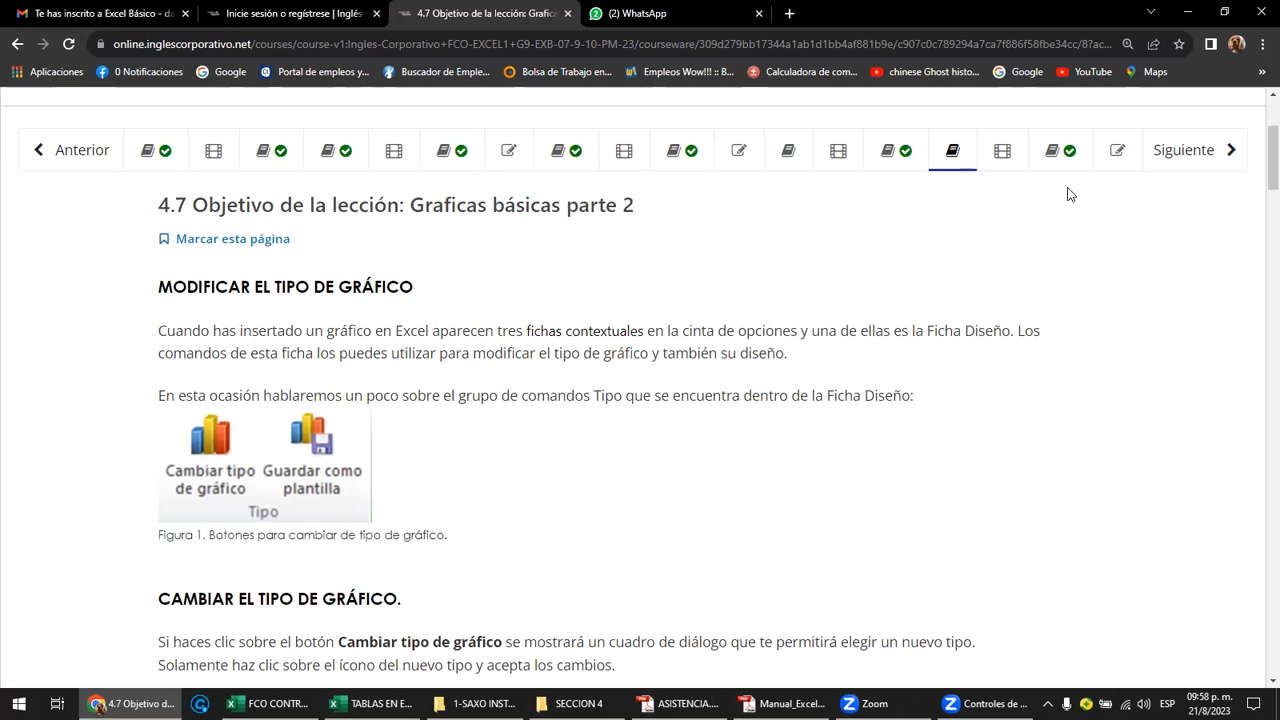 Te has inscrito a Excel Básico - da
Inicie sesión o regístrese | Inglés
4.7 Objetivo de la lección: Grafica
(2) WhatsApp
online.inglescorporativo.net/courses/course-v1:Ingles-Corporativo+FCO-EXCEL1+G9-EXB-07-9-10-PM-23/courseware/309d279bb17344a1ab1d1bb4af881b9e/c907c0c789294a7ca7f886f58fbe34cc/8?ac...
Aplicaciones
0 Notificaciones
Google
Portal de empleos y...
Buscador de Emple...
Bolsa de Trabajo en...
Empleos Wow!!! :: B...
Calculadora de com...
chinese Ghost histo...
Google
YouTube
Maps
»
Anterior
Siguiente
4.7 Objetivo de la lección: Graficas básicas parte 2
Marcar esta página
MODIFICAR EL TIPO DE GRÁFICO
Cuando has insertado un gráfico en Excel aparecen tres fichas contextuales en la cinta de opciones y una de ellas es la Ficha Diseño. Los
comandos de esta ficha los puedes utilizar para modificar el tipo de gráfico y también su diseño.
En esta ocasión hablaremos un poco sobre el grupo de comandos Tipo que se encuentra dentro de la Ficha Diseño:
Cambiar tipo Guardar como
de gráfico plantilla
Tipo
Figura 1. Botones para cambiar de tipo de gráfico.
CAMBIAR EL TIPO DE GRÁFICO.
Si haces clic sobre el botón Cambiar tipo de gráfico se mostrará un cuadro de diálogo que te permitirá elegir un nuevo tipo.
Solamente haz clic sobre el ícono del nuevo tipo y acepta los cambios.
4.7 Objetivo d...
FCO CONTR...
TABLAS EN E...
1-SAXO INST...
SECCION 4
ASISTENCIA....
Manual_Excel...
Zoom
Controles de ...
ESP
09:58 p. m.
21/8/2023